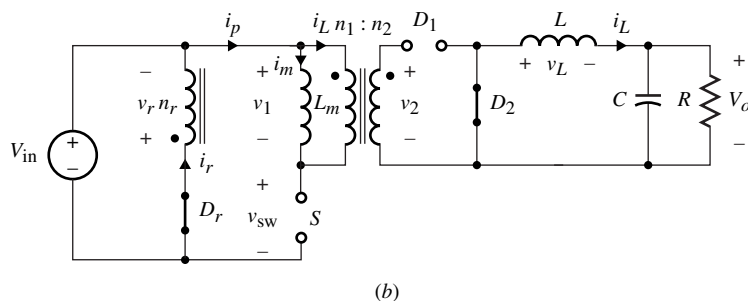 i_p i_L n_1 : n_2 D_1 L i_L
− + i_m + v_L −
v_r n_r v_1 L_m v_2 D_2 C R V_o
+ − − +
V_in + − i_r
D_r + v_sw − S
(b)